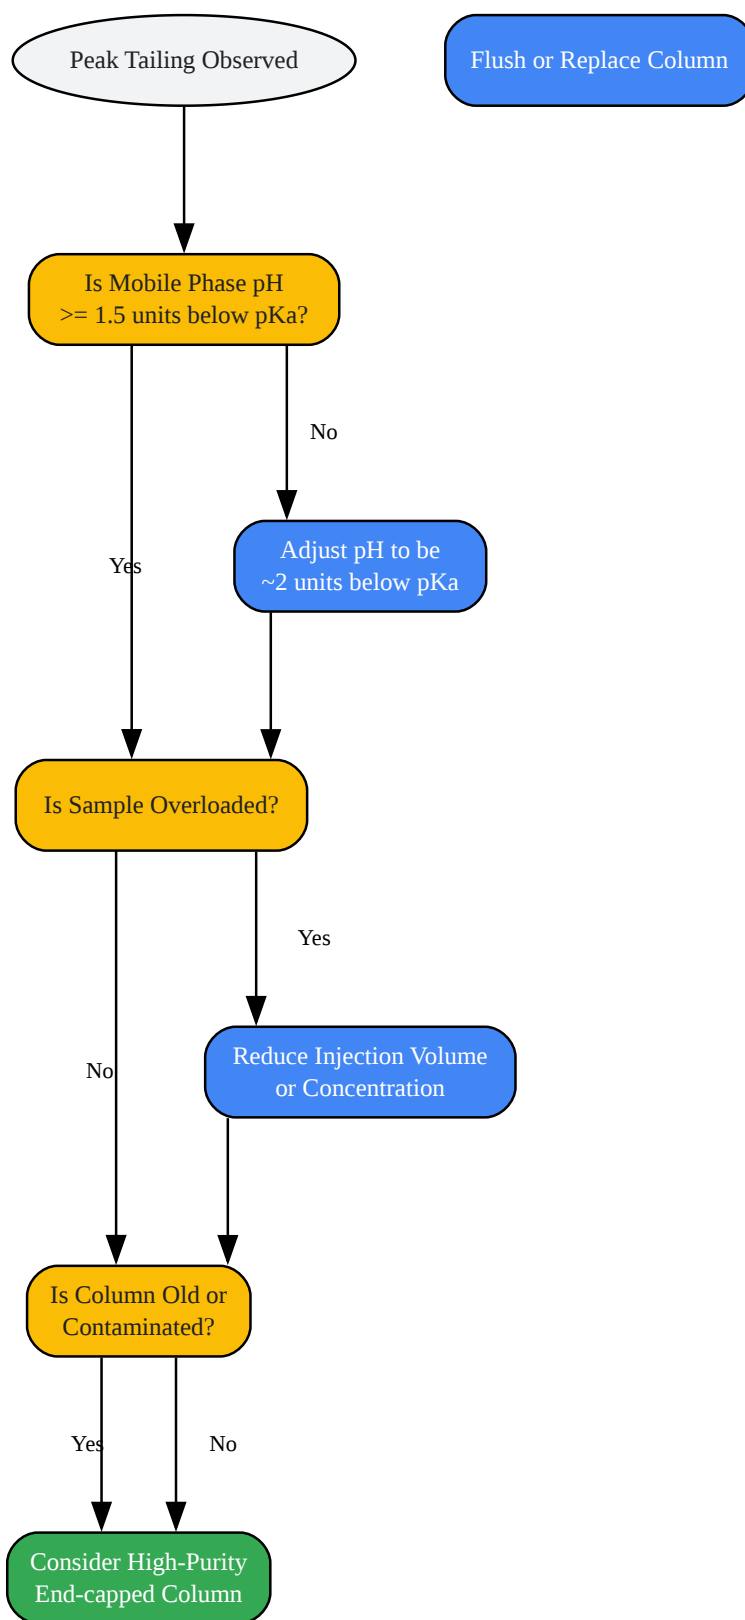 Peak Tailing Observed
Flush or Replace Column
Is Mobile Phase pH
>= 1.5 units below pKa?
No
Yes
Adjust pH to be
~2 units below pKa
Is Sample Overloaded?
Yes
No
Reduce Injection Volume
or Concentration
Is Column Old or
Contaminated?
Yes
No
Consider High-Purity
End-capped Column